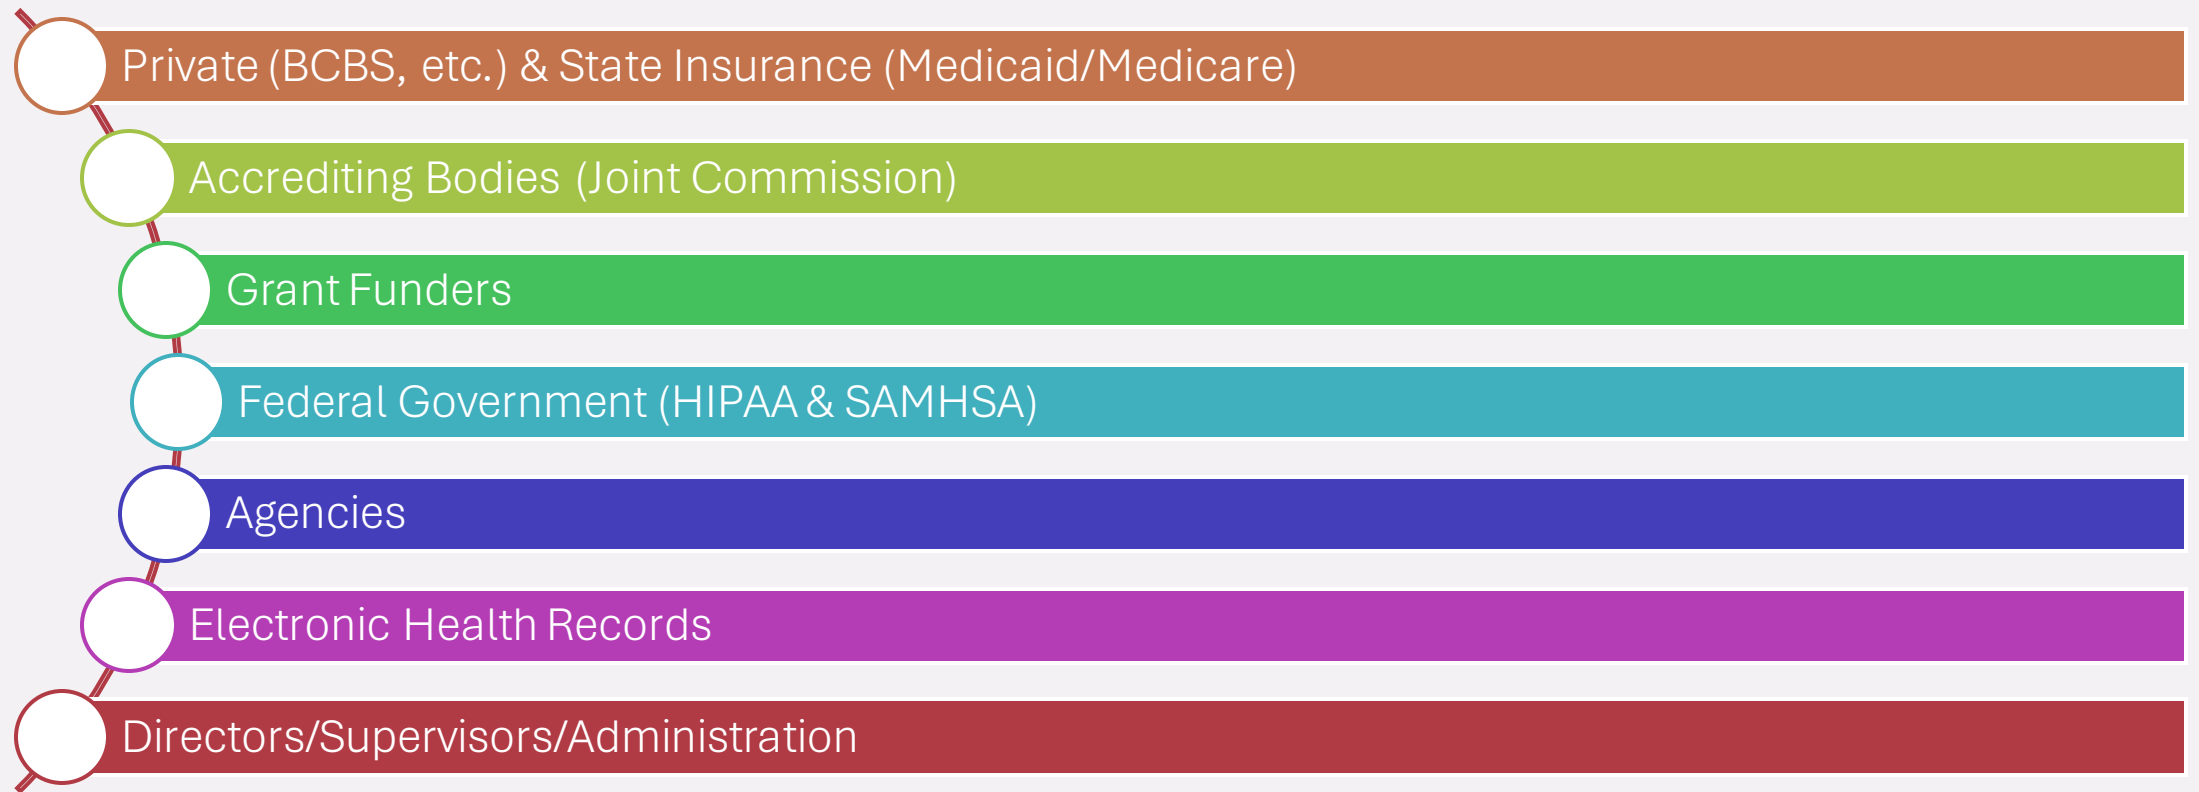 Private (BCBS, etc.) & State Insurance (Medicaid/Medicare)
Accrediting Bodies (Joint Commission)
Grant Funders
Federal Government (HIPAA & SAMHSA)
Agencies
Electronic Health Records
Directors/Supervisors/Administration